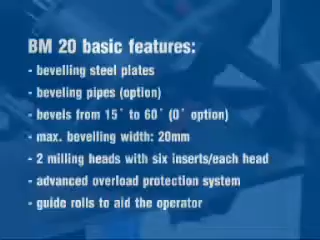 BM 20 basic features:
- bevelling steel plates
- beveling pipes (option)
- bevels from 15˚ to 60˚ (0˚ option)
- max. bevelling width: 20mm
- 2 milling heads with six inserts/each head
- advanced overload protection system
- guide rolls to aid the operator